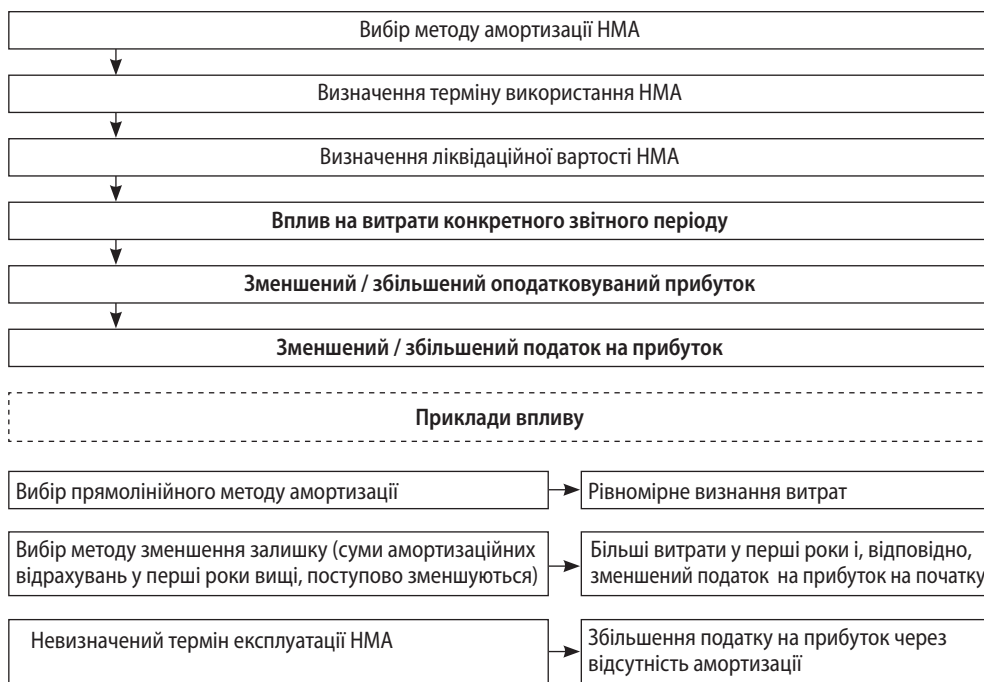 Вибір методу амортизації НМА
Визначення терміну використання НМА
Визначення ліквідаційної вартості НМА
Вплив на витрати конкретного звітного періоду
Зменшений / збільшений оподатковуваний прибуток
Зменшений / збільшений податок на прибуток
Приклади впливу
Вибір прямолінійного методу амортизації
Рівномірне визнання витрат
Вибір методу зменшення залишку (суми амортизаційних
відрахувань у перші роки вищі, поступово зменшуються)
Більші витрати у перші роки і, відповідно,
зменшений податок на прибуток на початку
Невизначений термін експлуатації НМА
Збільшення податку на прибуток через
відсутність амортизації